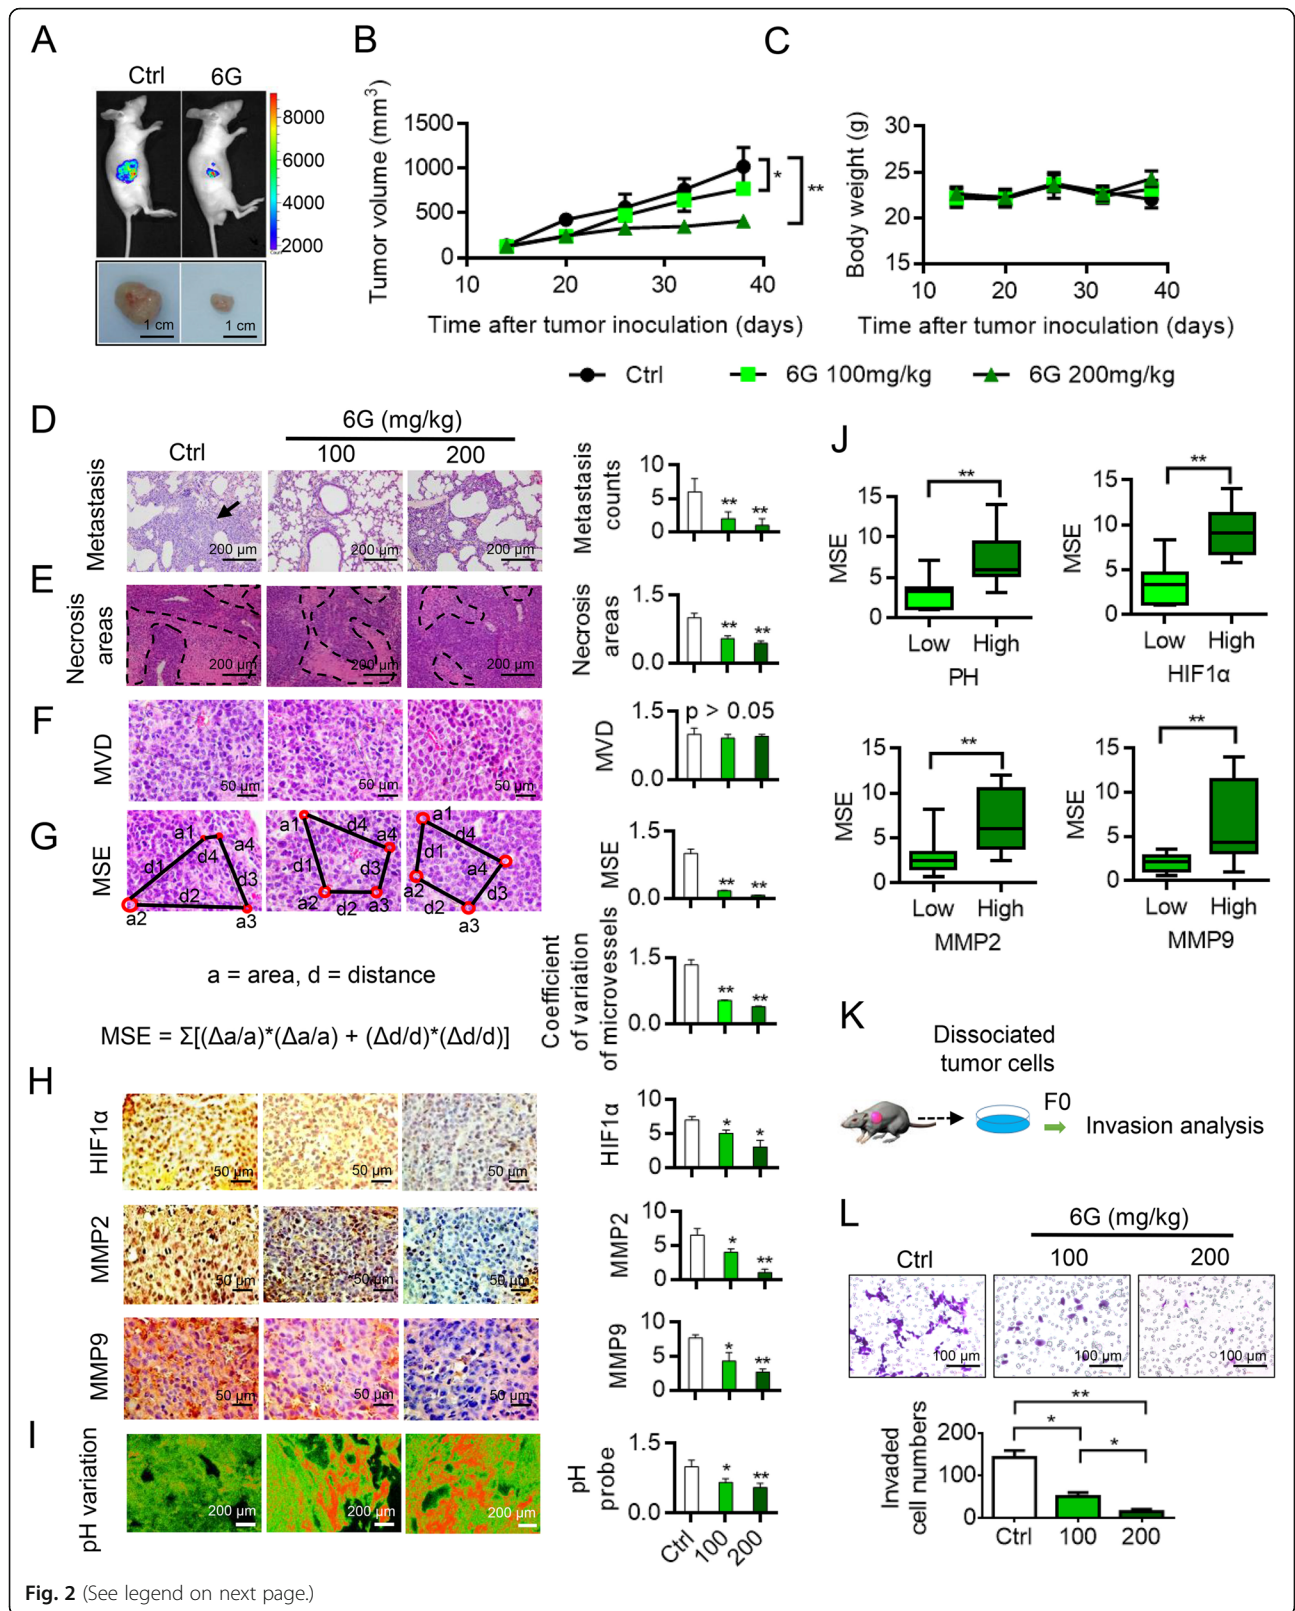 A
Ctrl 6G
8000
6000
4000
2000
1 cm 1 cm
B
Tumor volume (mm3)
1500
1000
500
0
10 20 30 40
Time after tumor inoculation (days)
* **
C
Body weight (g)
30
25
20
15
10 20 30 40
Time after tumor inoculation (days)
Ctrl 6G 100mg/kg 6G 200mg/kg
D
6G (mg/kg)
Ctrl 100 200
Metastasis
200 µm 200 µm 200 µm
Metastasis counts
10
5
0
** **
E
Necrosis areas
200 µm 200 µm 200 µm
Necrosis areas
1.5
0.0
** **
F
MVD
50 µm 50 µm 50 µm
MVD
1.5
0.0
p > 0.05
G
MSE
a1 a4 d4 d1 d3 d2 a2 a3
a1 d4 a4 d1 d3 a2 d2 a3
a1 d4 d1 a4 a2 d3 d2 a3
MSE
1.5
0.0
** **
a = area, d = distance
MSE = Σ[(Δa/a)*(Δa/a) + (Δd/d)*(Δd/d)]
Coefficient of variation of microvessels
1.5
0.0
** **
H
HIF1α
50 µm 50 µm 50 µm
HIF1α
10
5
0
* *
MMP2
50 µm 50 µm 50 µm
MMP2
10
5
0
* **
MMP9
50 µm 50 µm 50 µm
MMP9
10
5
0
* **
I
pH variation
200 µm 200 µm 200 µm
pH probe
1.5
0.0
* **
Ctrl 100 200
J
MSE
15
10
5
0
**
Low High
PH
MSE
15
10
5
0
**
Low High
HIF1α
MSE
15
10
5
0
**
Low High
MMP2
MSE
15
10
5
0
**
Low High
MMP9
K
Dissociated
tumor cells
F0
Invasion analysis
L
6G (mg/kg)
Ctrl 100 200
100 µm 100 µm 100 µm
Invaded cell numbers
200
100
0
**
* *
Ctrl 100 200
Fig. 2 (See legend on next page.)